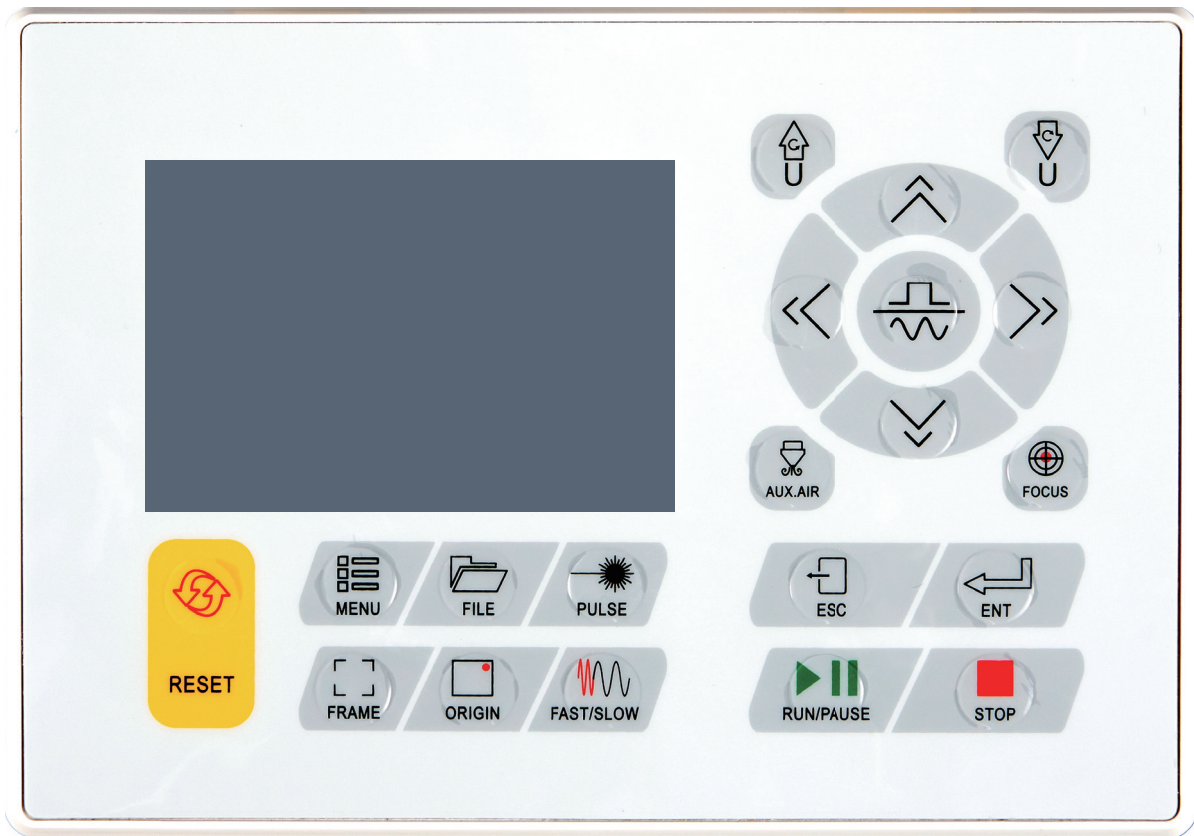 U
U
AUX.AIR
FOCUS
RESET
MENU
FILE
PULSE
ESC
ENT
FRAME
ORIGIN
FAST/SLOW
RUN/PAUSE
STOP